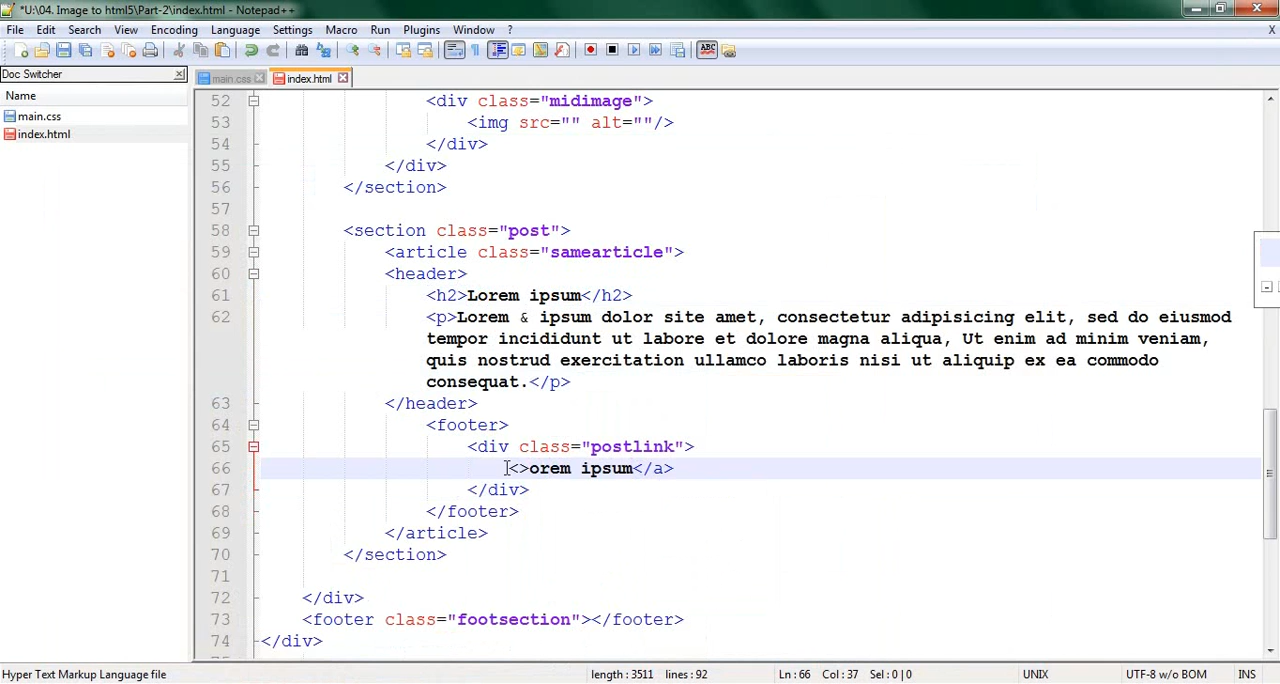 *U:\04. Image to html5\Part-2\index.html - Notepad++
File Edit Search View Encoding Language Settings Macro Run Plugins Window ? X
Doc Switcher
main.css index.html
Name
main.css
index.html
52 <div class="midimage">
53 <img src="" alt=""/>
54 </div>
55 </div>
56 </section>
57
58 <section class="post">
59 <article class="samearticle">
60 <header>
61 <h2>Lorem ipsum</h2>
62 <p>Lorem & ipsum dolor site amet, consectetur adipisicing elit, sed do eiusmod
tempor incididunt ut labore et dolore magna aliqua, Ut enim ad minim veniam,
quis nostrud exercitation ullamco laboris nisi ut aliquip ex ea commodo
consequat.</p>
63 </header>
64 <footer>
65 <div class="postlink">
66 <>orem ipsum</a>
67 </div>
68 </footer>
69 </article>
70 </section>
71
72 </div>
73 <footer class="footsection"></footer>
74 </div>
Hyper Text Markup Language file length : 3511 lines : 92 Ln : 66 Col : 37 Sel : 0 | 0 UNIX UTF-8 w/o BOM INS